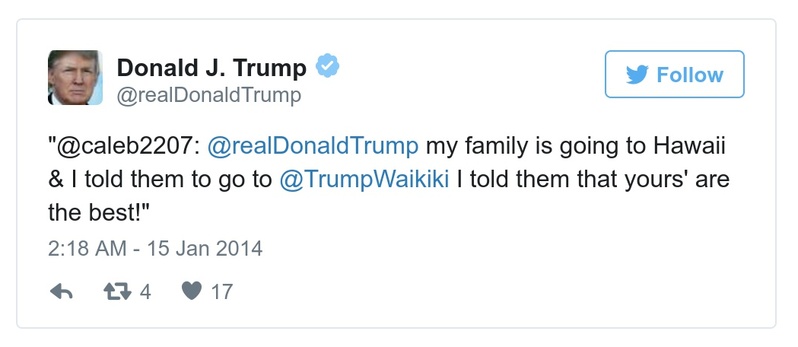 Donald J. Trump
@realDonaldTrump
Follow
"@caleb2207: @realDonaldTrump my family is going to Hawaii
& I told them to go to @TrumpWaikiki I told them that yours' are
the best!"
2:18 AM - 15 Jan 2014
4 17